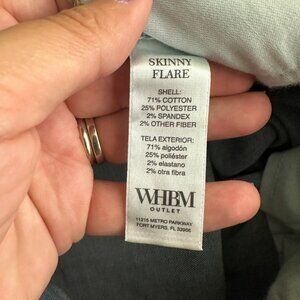 SKINNY
FLARE
SHELL:
71% COTTON
25% POLYESTER
2% SPANDEX
2% OTHER FIBER
TELA EXTERIOR:
71% algodón
25% poliéster
2% elastano
2% otra fibra
WHBM
OUTLET
11215 METRO PARKWAY
FORT MYERS, FL 33966